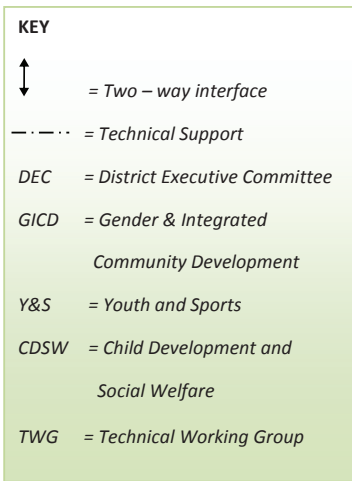 KEY
= Two – way interface
= Technical Support
DEC = District Executive Committee
GICD = Gender & Integrated
Community Development
Y&S = Youth and Sports
CDSW = Child Development and
Social Welfare
TWG = Technical Working Group